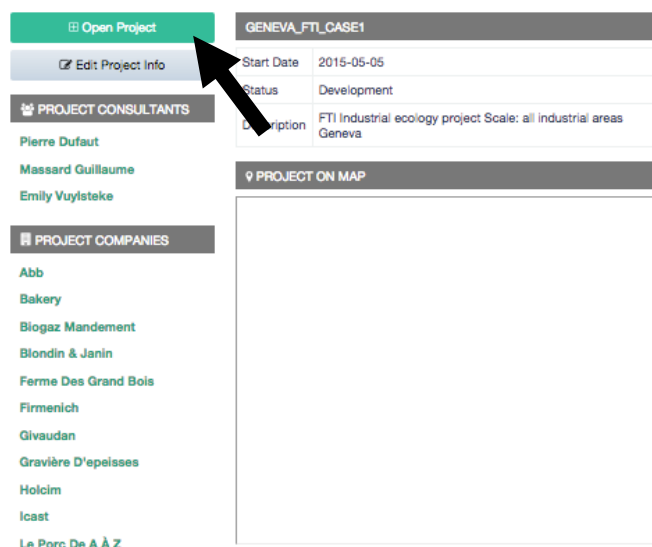 Open Project
Edit Project Info
PROJECT CONSULTANTS
Pierre Dufaut
Massard Guillaume
Emily Vuylsteke
PROJECT COMPANIES
Abb
Bakery
Biogaz Mandement
Blondin & Janin
Ferme Des Grand Bois
Firmenich
Givaudan
Gravière D'epeisses
Holcim
Icast
Le Porc De A À Z
GENEVA_FTI_CASE1
Start Date 2015-05-05
Status Development
Description FTI Industrial ecology project Scale: all industrial areas
Geneva
PROJECT ON MAP